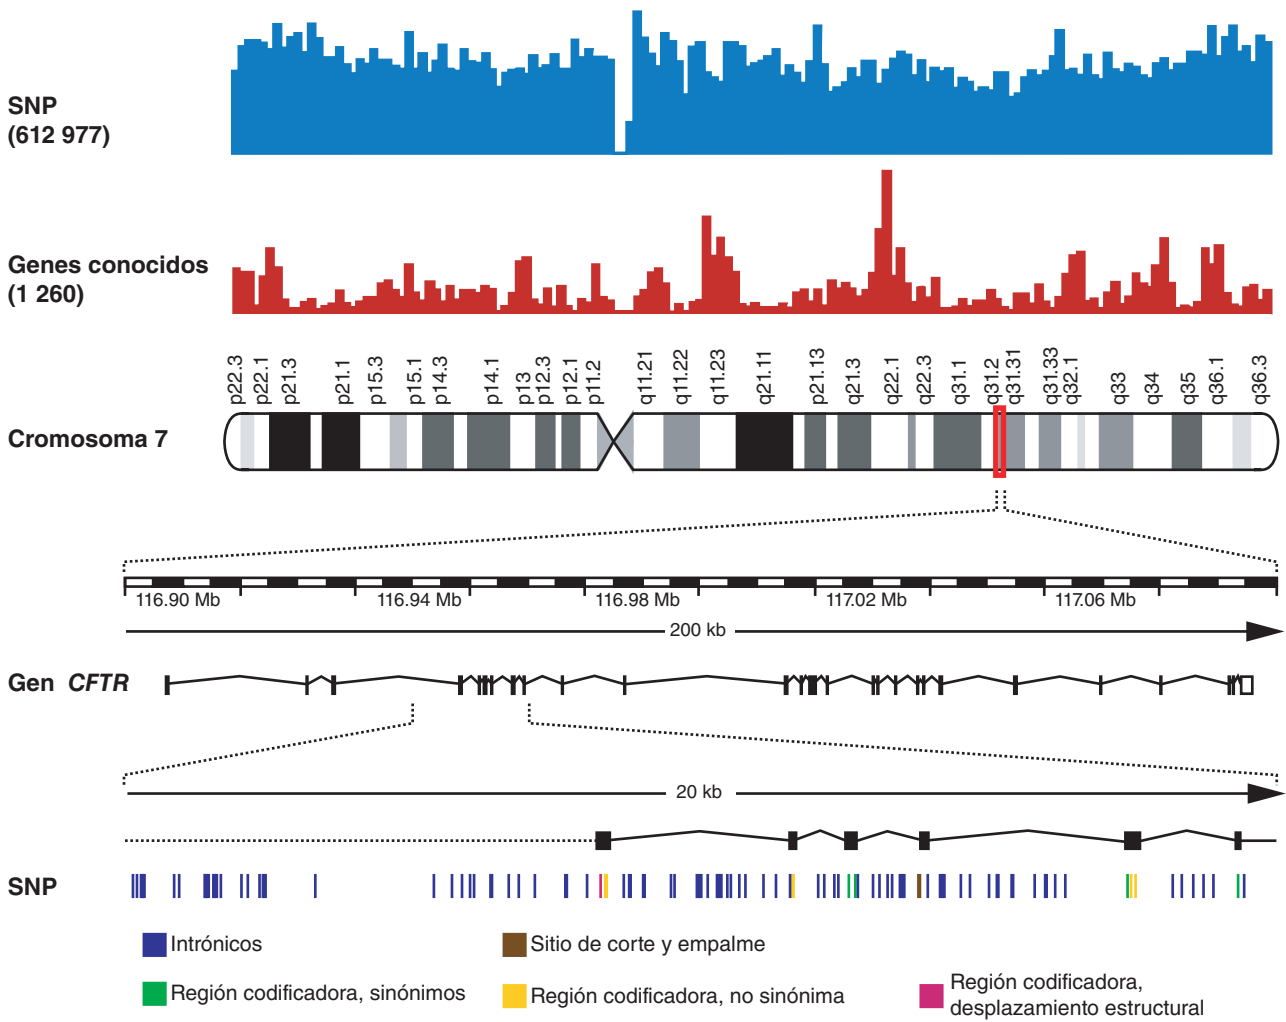 SNP
(612 977)
Genes conocidos
(1 260)
p22.3 p22.1 p21.3 p21.1 p15.3 p15.1 p14.3 p14.1 p13 p12.3 p12.1 p11.2 q11.21 q11.22 q11.23 q21.11 p21.13 q21.3 q22.1 q22.3 q31.1 q31.2 q31.31 q31.33 q32.1 q33 q34 q35 q36.1 q36.3
Cromosoma 7
116.90 Mb 116.94 Mb 116.98 Mb 117.02 Mb 117.06 Mb
200 kb
Gen CFTR
20 kb
SNP
Intrónicos
Sitio de corte y empalme
Región codificadora, sinónimos
Región codificadora, no sinónima
Región codificadora,
desplazamiento estructural